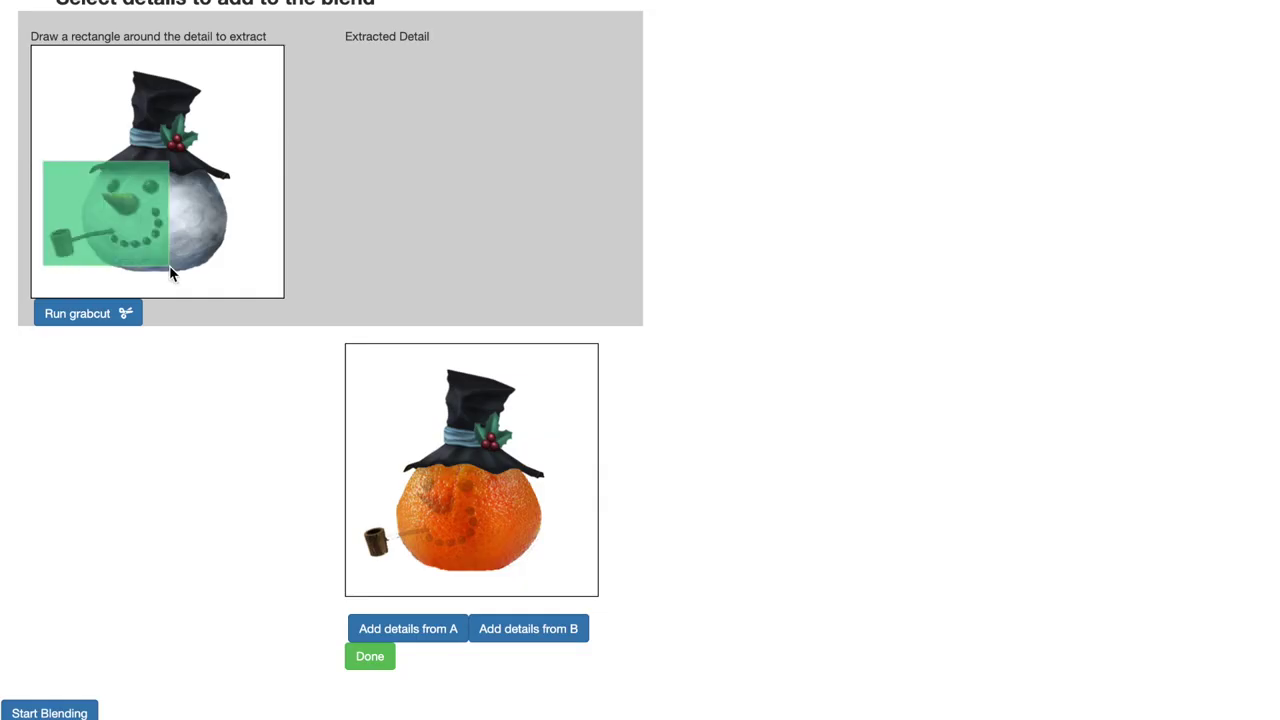 Select details to add to the blend
Draw a rectangle around the detail to extract
Extracted Detail
Run grabcut
Add details from A
Add details from B
Done
Start Blending